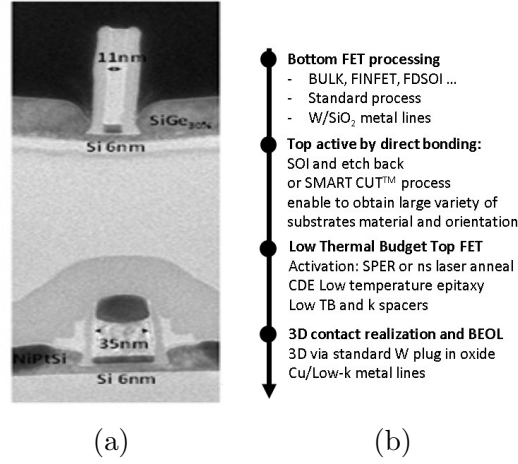 11nm
SiGe30%
Si 6nm
35nm
NiPtSi
Si 6nm
(a)
Bottom FET processing
- BULK, FINFET, FDSOI ...
- Standard process
- W/SiO2 metal lines
Top active by direct bonding:
SOI and etch back
or SMART CUT™ process
enable to obtain large variety of
substrates material and orientation
Low Thermal Budget Top FET
Activation: SPER or ns laser anneal
CDE Low temperature epitaxy
Low TB and k spacers
3D contact realization and BEOL
3D via standard W plug in oxide
Cu/Low-k metal lines
(b)